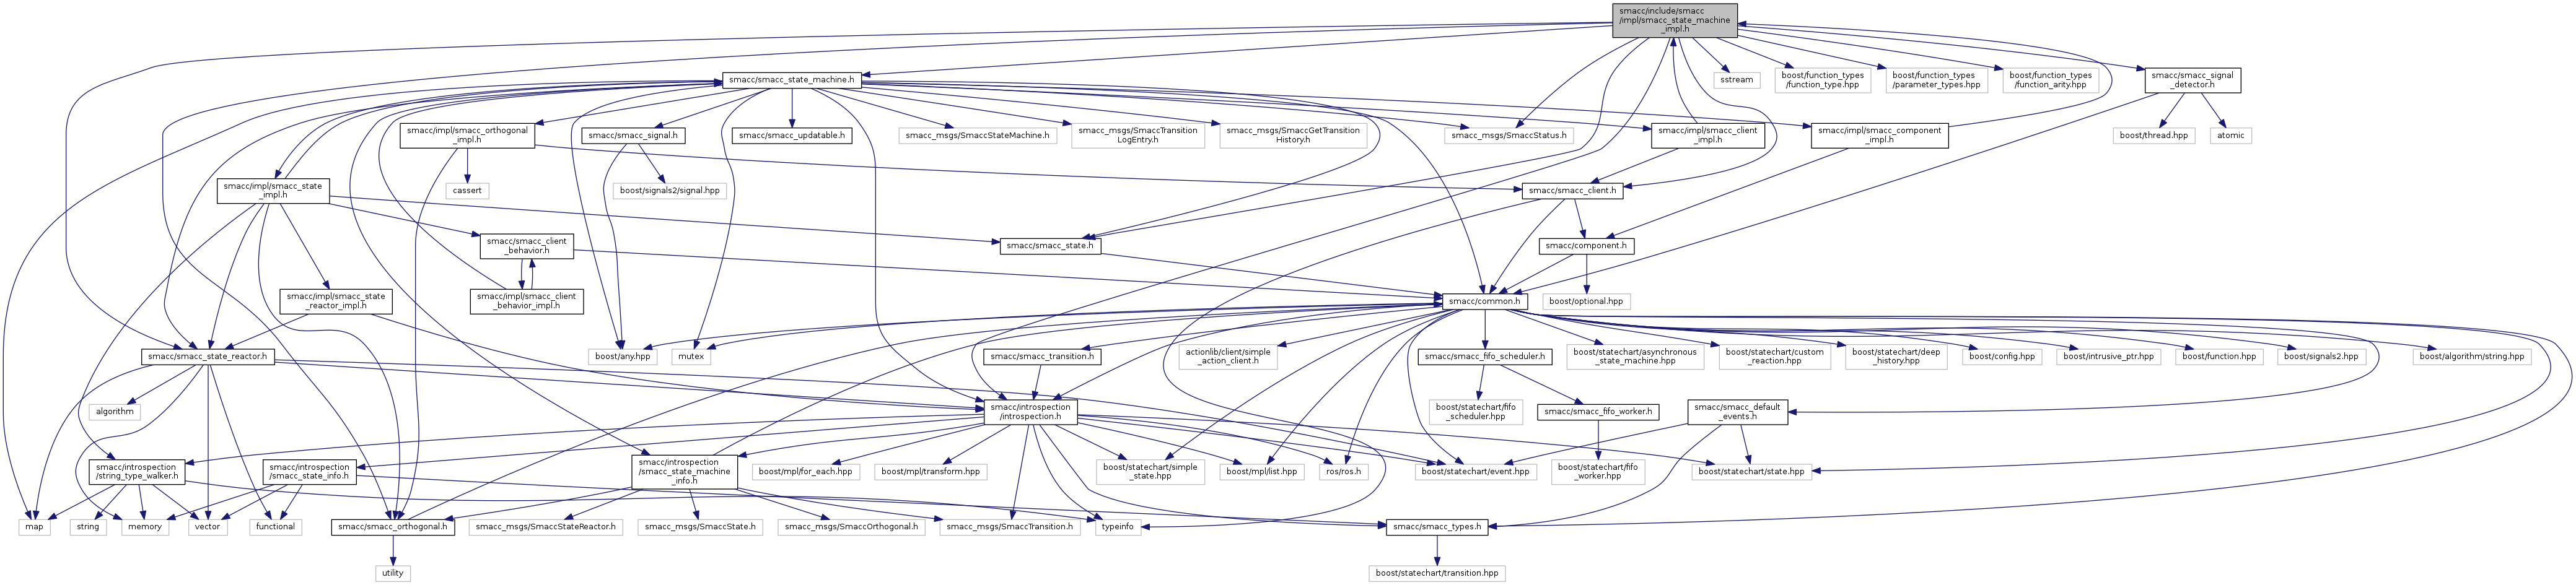 smacc/include/smacc
/impl/smacc_state_machine
_impl.h
smacc/smacc_state_machine.h
sstream
boost/function_types
/function_type.hpp
boost/function_types
/parameter_types.hpp
boost/function_types
/function_arity.hpp
smacc/smacc_signal
_detector.h
smacc/impl/smacc_orthogonal
_impl.h
smacc/smacc_signal.h
smacc/smacc_updatable.h
smacc_msgs/SmaccStateMachine.h
smacc_msgs/SmaccTransition
LogEntry.h
smacc_msgs/SmaccGetTransition
History.h
smacc_msgs/SmaccStatus.h
smacc/impl/smacc_client
_impl.h
smacc/impl/smacc_component
_impl.h
boost/thread.hpp
atomic
smacc/impl/smacc_state
_impl.h
cassert
boost/signals2/signal.hpp
smacc/smacc_client.h
smacc/smacc_client
_behavior.h
smacc/smacc_state.h
smacc/component.h
smacc/impl/smacc_state
_reactor_impl.h
smacc/impl/smacc_client
_behavior_impl.h
smacc/common.h
boost/optional.hpp
smacc/smacc_state_reactor.h
boost/any.hpp
mutex
smacc/smacc_transition.h
actionlib/client/simple
_action_client.h
smacc/smacc_fifo_scheduler.h
boost/statechart/asynchronous
_state_machine.hpp
boost/statechart/custom
_reaction.hpp
boost/statechart/deep
_history.hpp
boost/config.hpp
boost/intrusive_ptr.hpp
boost/function.hpp
boost/signals2.hpp
boost/algorithm/string.hpp
algorithm
smacc/introspection
/introspection.h
boost/statechart/fifo
_scheduler.hpp
smacc/smacc_fifo_worker.h
smacc/smacc_default
_events.h
smacc/introspection
/string_type_walker.h
smacc/introspection
/smacc_state_info.h
smacc/introspection
/smacc_state_machine
_info.h
boost/mpl/for_each.hpp
boost/mpl/transform.hpp
boost/statechart/simple
_state.hpp
boost/mpl/list.hpp
ros/ros.h
boost/statechart/event.hpp
boost/statechart/fifo
_worker.hpp
boost/statechart/state.hpp
map
string
memory
vector
functional
smacc/smacc_orthogonal.h
smacc_msgs/SmaccStateReactor.h
smacc_msgs/SmaccState.h
smacc_msgs/SmaccOrthogonal.h
smacc_msgs/SmaccTransition.h
typeinfo
smacc/smacc_types.h
utility
boost/statechart/transition.hpp